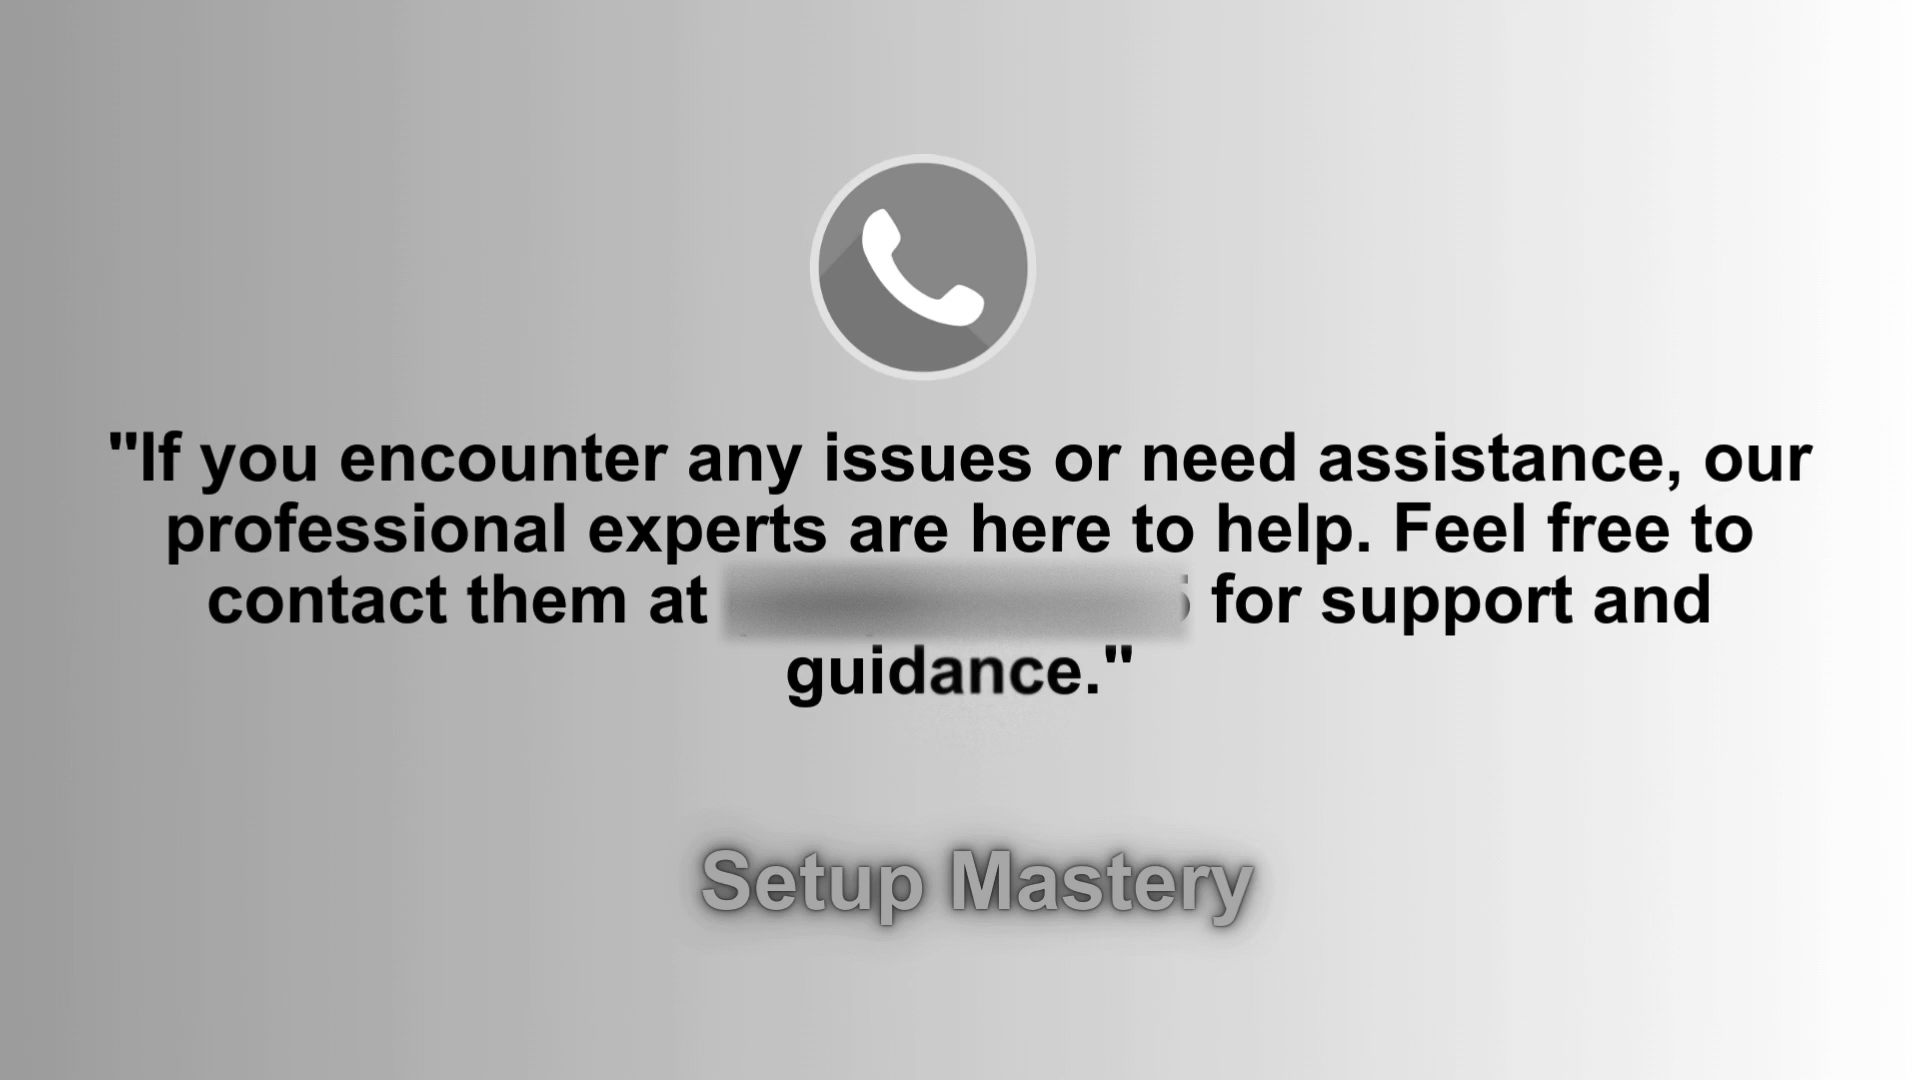 "If you encounter any issues or need assistance, our
professional experts are here to help. Feel free to
contact them at for support and
guidance."
Setup Mastery